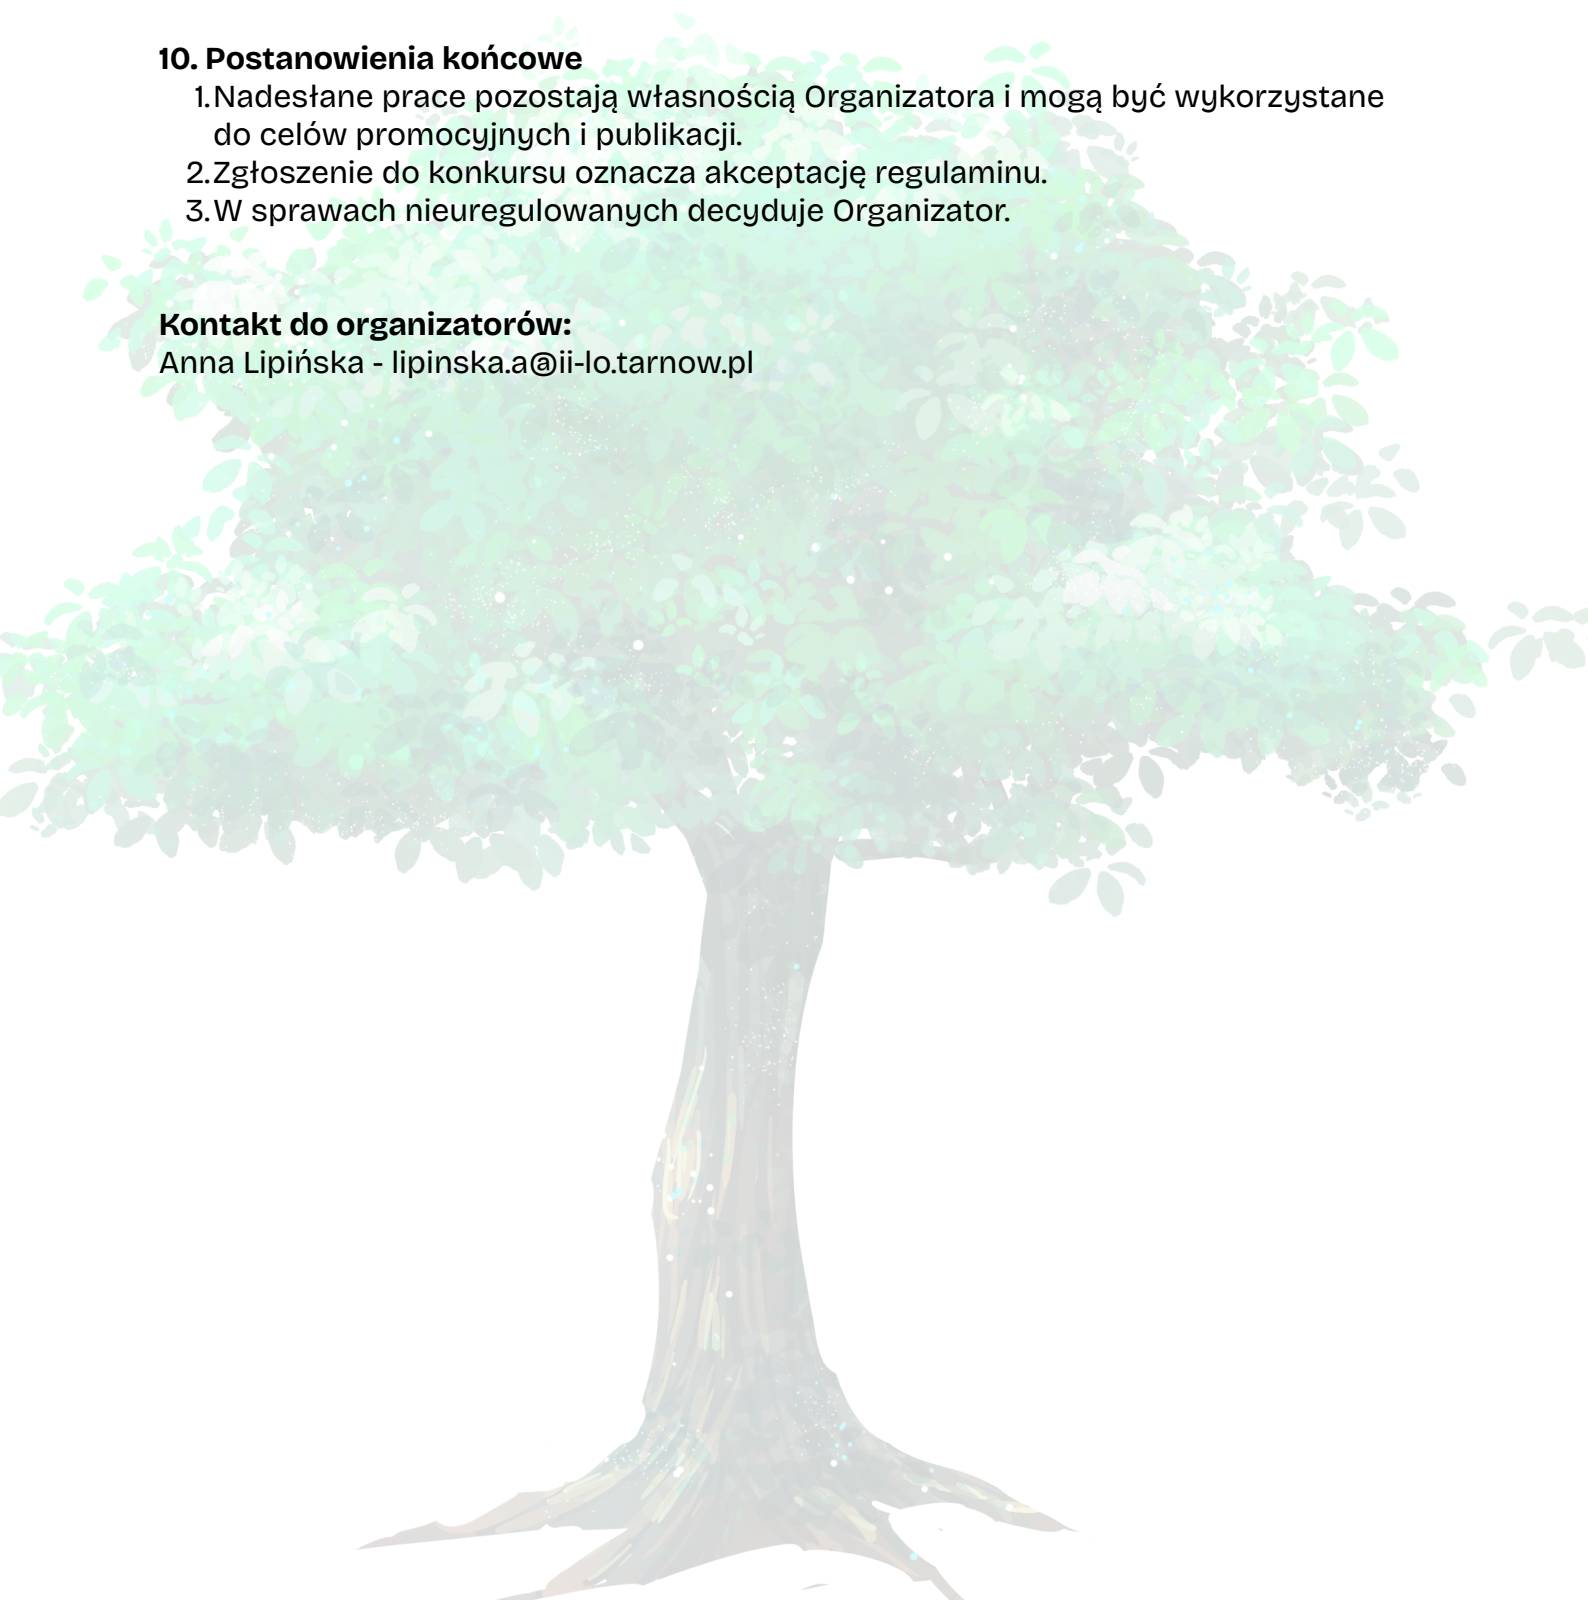 10. Postanowienia końcowe
1. Nadesłane prace pozostają własnością Organizatora i mogą być wykorzystane
do celów promocyjnych i publikacji.
2. Zgłoszenie do konkursu oznacza akceptację regulaminu.
3. W sprawach nieuregulowanych decyduje Organizator.
Kontakt do organizatorów:
Anna Lipińska - lipinska.a@ii-lo.tarnow.pl